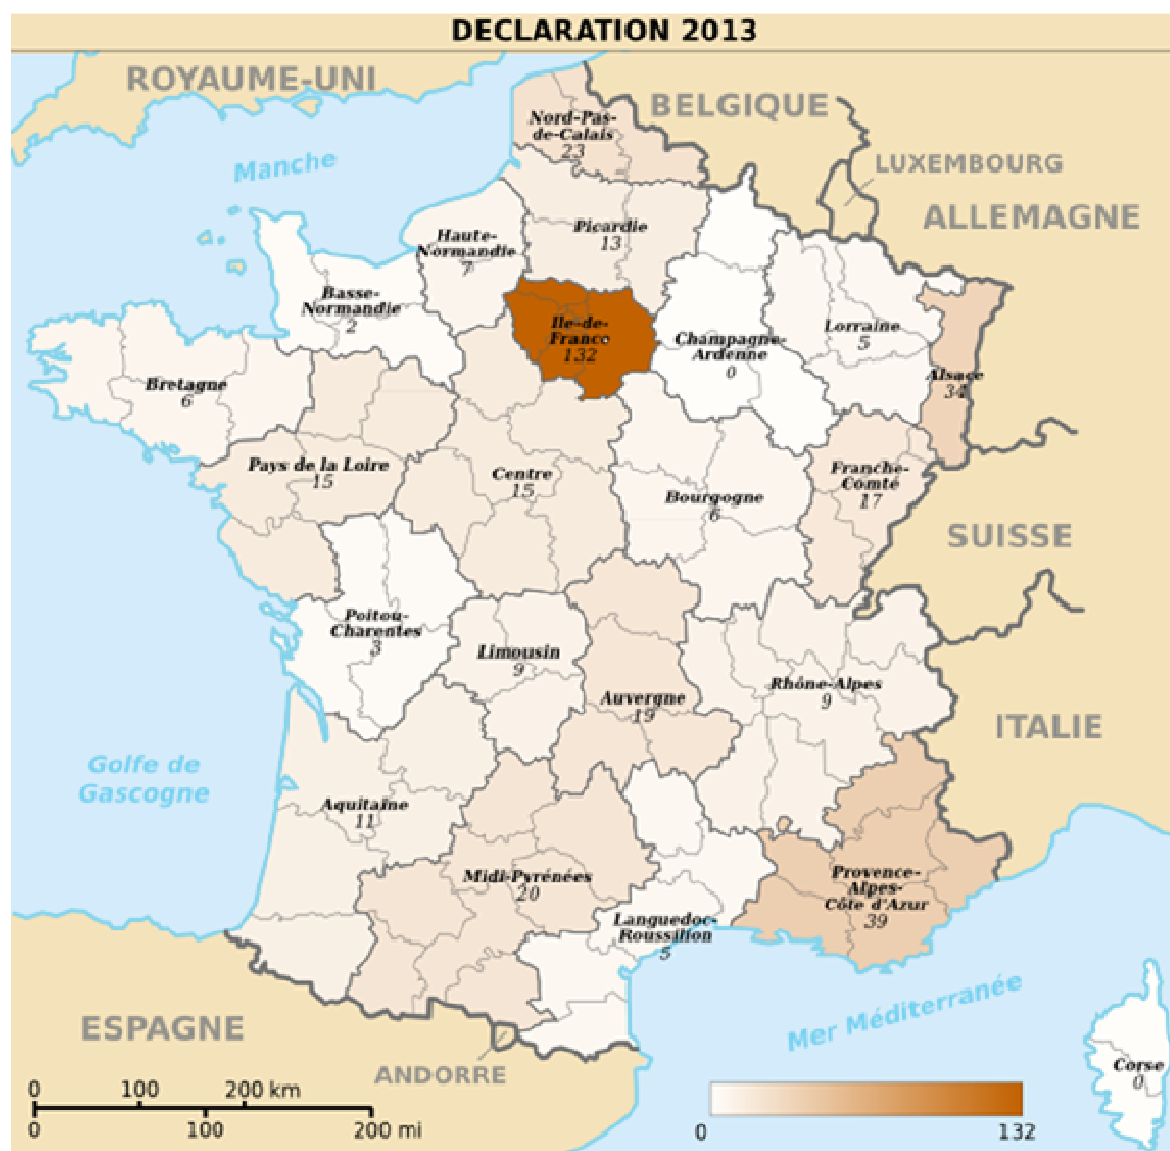 DECLARATION 2013
ROYAUME-UNI
BELGIQUE
Nord-Pas-
de-Calais
23
Manche
LUXEMBOURG
ALLEMAGNE
Picardie
13
Haute-
Normandie
7
Basse-
Normandie
2
Ile-de-
France
132
Champagne-
Ardenne
0
Lorraine
5
Alsace
34
Bretagne
6
Pays de la Loire
15
Centre
15
Bourgogne
6
Franche-
Comté
17
SUISSE
Poitou-
Charentes
3
Limousin
9
Auvergne
19
Rhône-Alpes
9
ITALIE
Golfe de
Gascogne
Aquitaine
11
Midi-Pyrénées
20
Languedoc-
Roussillon
5
Provence-
Alpes-
Côte d'Azur
39
Mer Méditerranée
ESPAGNE
ANDORRE
Corse
0
0 100 200 km
0 100 200 mi
0 132